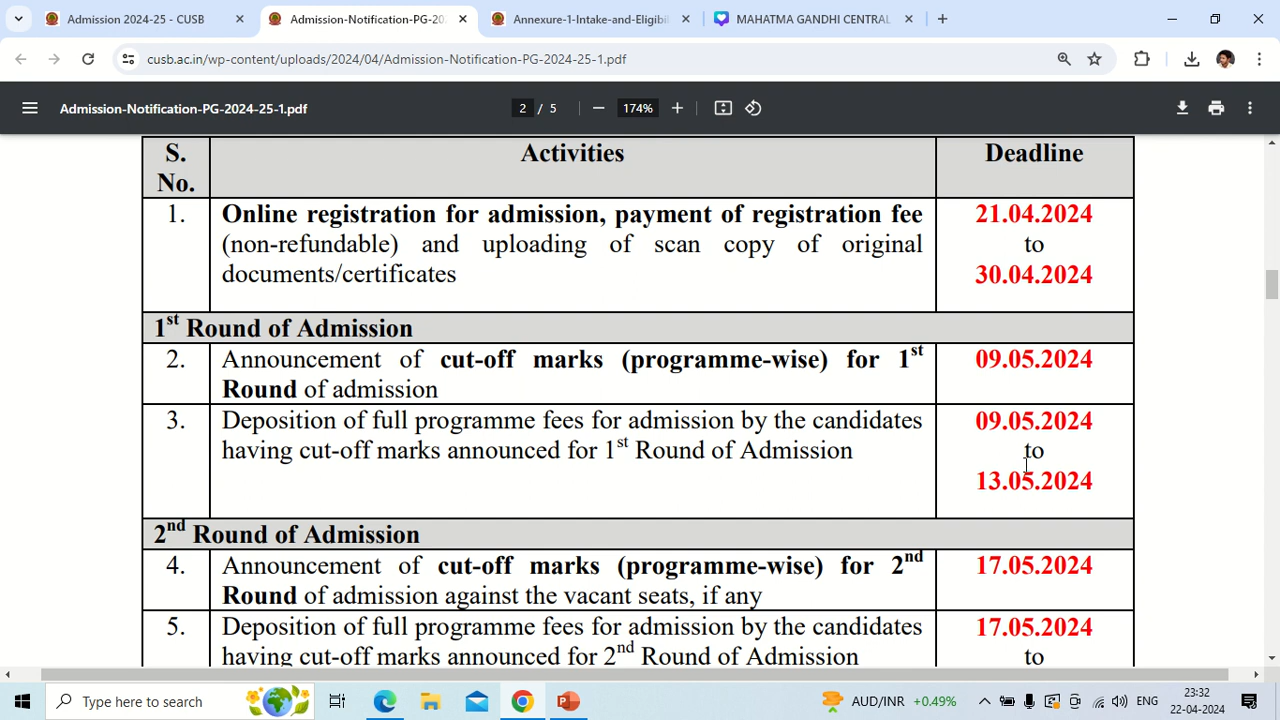 Admission 2024-25 - CUSB
Admission-Notification-PG-20
Annexure-1-Intake-and-Eligibil
MAHATMA GANDHI CENTRAL
cusb.ac.in/wp-content/uploads/2024/04/Admission-Notification-PG-2024-25-1.pdf
Admission-Notification-PG-2024-25-1.pdf
2 / 5
174%
S. No.
Activities
Deadline
1.
Online registration for admission, payment of registration fee
(non-refundable) and uploading of scan copy of original
documents/certificates
21.04.2024
to
30.04.2024
1st Round of Admission
2.
Announcement of cut-off marks (programme-wise) for 1st
Round of admission
09.05.2024
3.
Deposition of full programme fees for admission by the candidates
having cut-off marks announced for 1st Round of Admission
09.05.2024
to
13.05.2024
2nd Round of Admission
4.
Announcement of cut-off marks (programme-wise) for 2nd
Round of admission against the vacant seats, if any
17.05.2024
5.
Deposition of full programme fees for admission by the candidates
having cut-off marks announced for 2nd Round of Admission
17.05.2024
to
Type here to search
AUD/INR +0.49%
ENG
23:32
22-04-2024